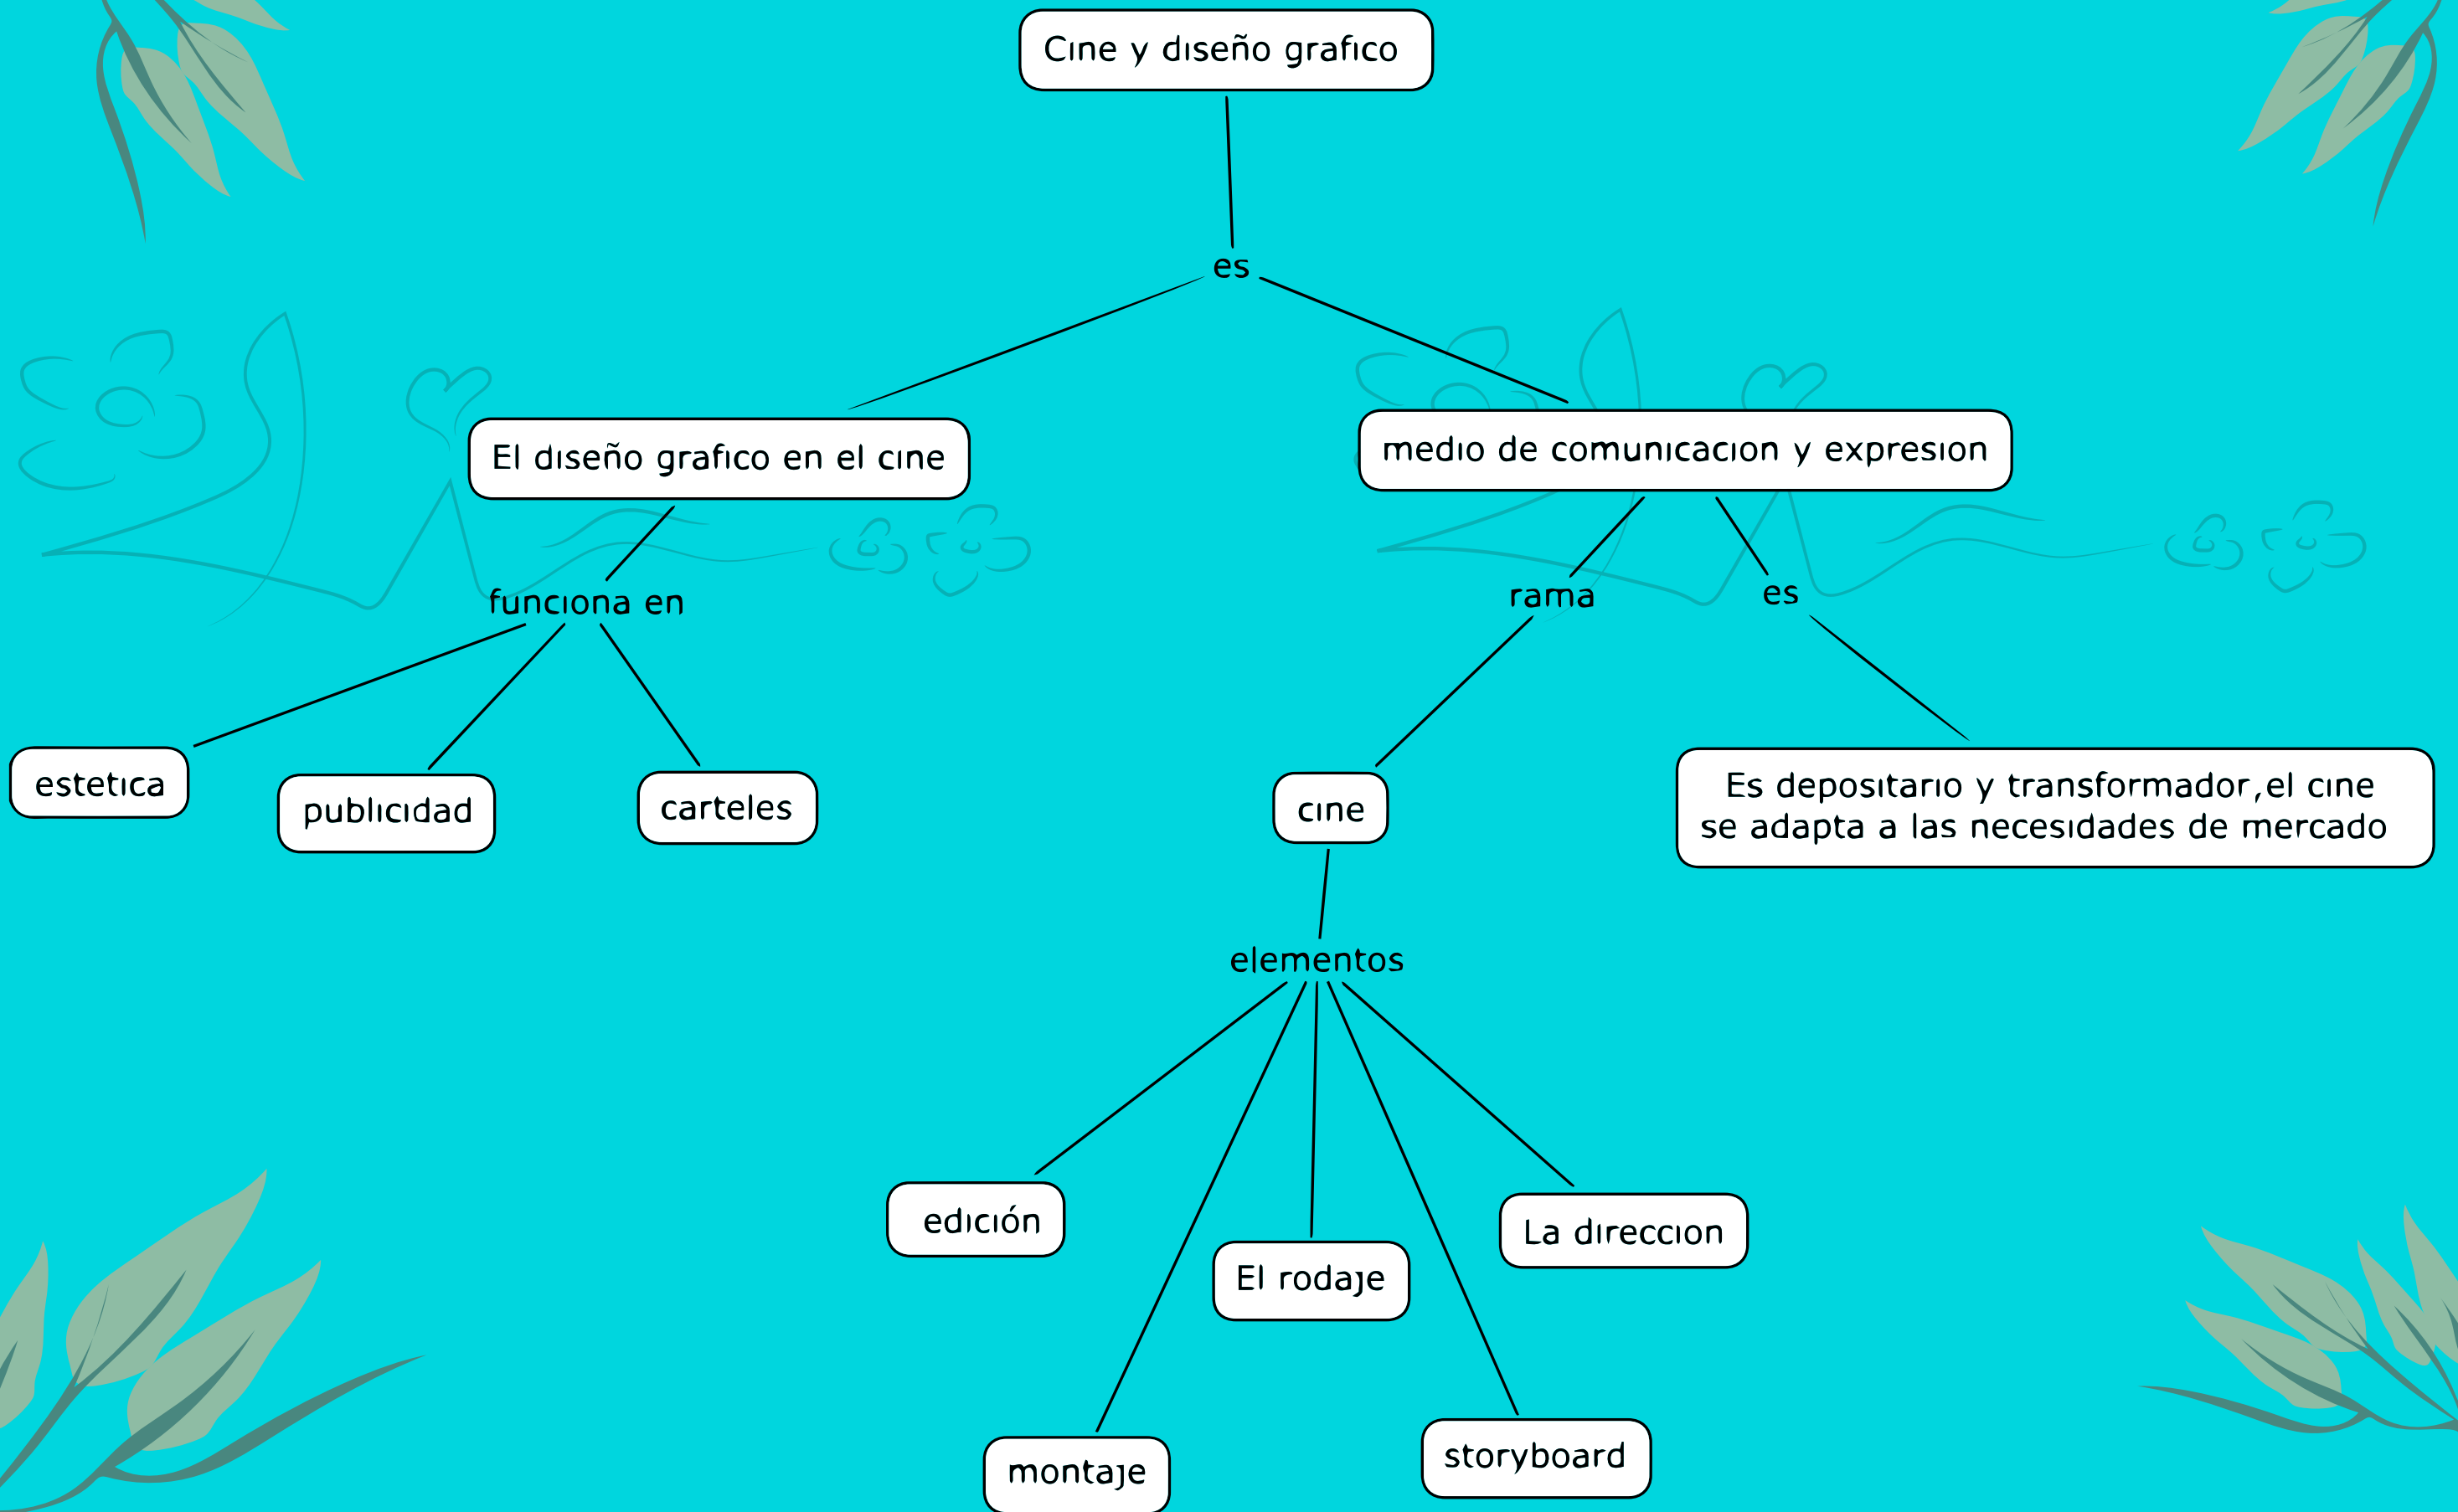 Cine y diseño grafico
es
El diseño grafico en el cine
medio de comunicacion y expresion
funciona en
rama
es
estetica
publicidad
carteles
cine
Es depositario y transformador,el cine
se adapta a las necesidades de mercado
elementos
edición
La direccion
El rodaje
montaje
storyboard